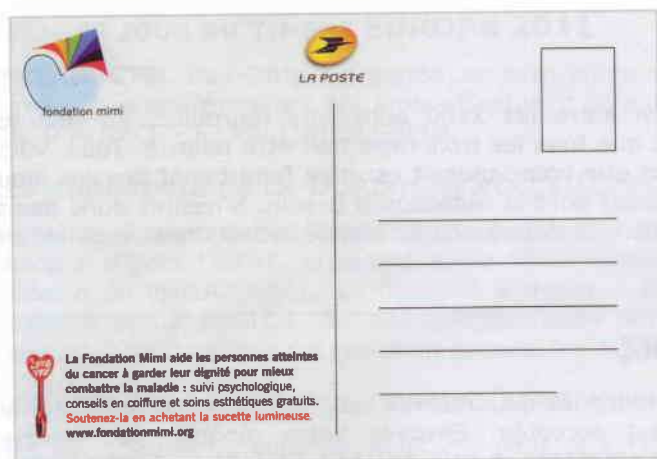 fondation mimi
LA POSTE
La Fondation Mimi aide les personnes atteintes
du cancer à garder leur dignité pour mieux
combattre la maladie : suivi psychologique,
conseils en coiffure et soins esthétiques gratuits.
Soutenez-la en achetant la sucette lumineuse.
www.fondationmimi.org